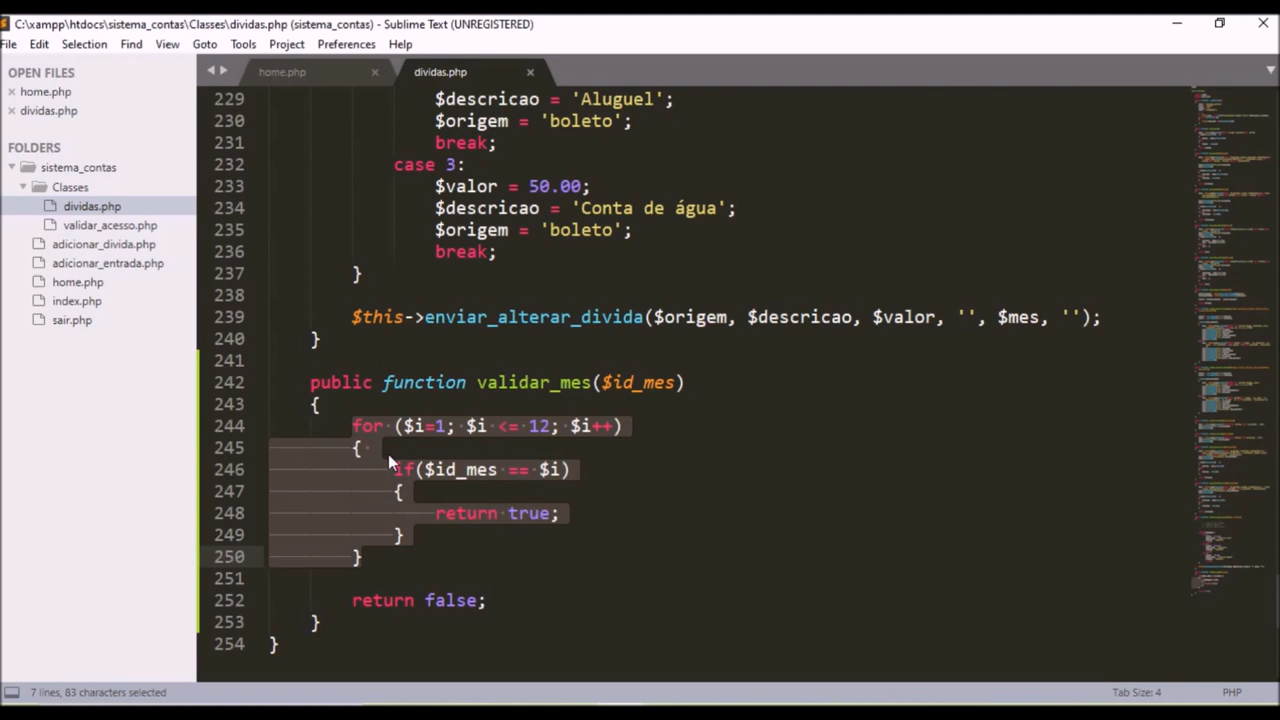 C:\xampp\htdocs\sistema_contas\Classes\dividas.php (sistema_contas) - Sublime Text (UNREGISTERED)
File Edit Selection Find View Goto Tools Project Preferences Help
OPEN FILES
home.php
dividas.php
FOLDERS
sistema_contas
Classes
dividas.php
validar_acesso.php
adicionar_divida.php
adicionar_entrada.php
home.php
index.php
sair.php
home.php
dividas.php
229 $descricao = 'Aluguel';
230 $origem = 'boleto';
231 break;
232 case 3:
233 $valor = 50.00;
234 $descricao = 'Conta de água';
235 $origem = 'boleto';
236 break;
237 }
238
239 $this->enviar_alterar_divida($origem, $descricao, $valor, '', $mes, '');
240 }
241
242 public function validar_mes($id_mes)
243 {
244 for ($i=1; $i <= 12; $i++)
245 {
246 if($id_mes == $i)
247 {
248 return true;
249 }
250 }
251
252 return false;
253 }
254 }
7 lines, 83 characters selected
Tab Size: 4
PHP